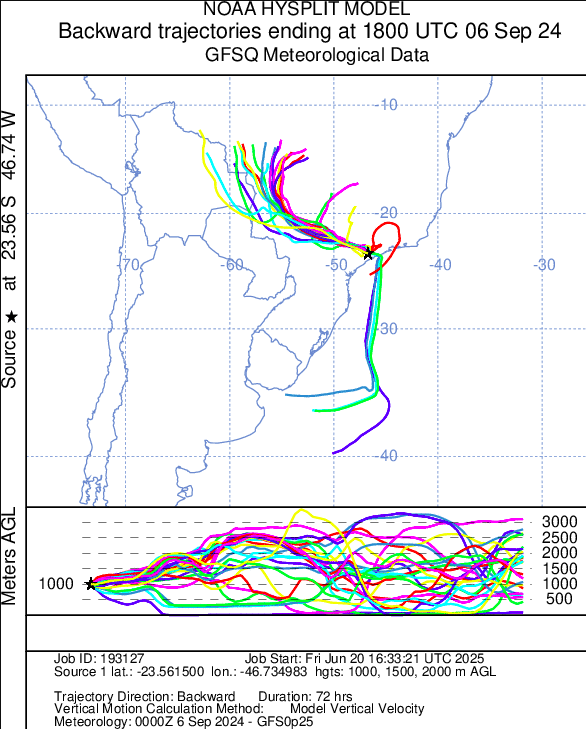 NOAA HYSPLIT MODEL
Backward trajectories ending at 1800 UTC 06 Sep 24
GFSQ Meteorological Data
Source ★ at 23.56 S 46.74 W
-10
-20
-70 -60 -50 -40 -30
-30
-40
Meters AGL
3000
2500
2000
1500
1000 1000
500
Job ID: 193127 Job Start: Fri Jun 20 16:33:21 UTC 2025
Source 1 lat.: -23.561500 lon.: -46.734983 hgts: 1000, 1500, 2000 m AGL
Trajectory Direction: Backward Duration: 72 hrs
Vertical Motion Calculation Method: Model Vertical Velocity
Meteorology: 0000Z 6 Sep 2024 - GFS0p25